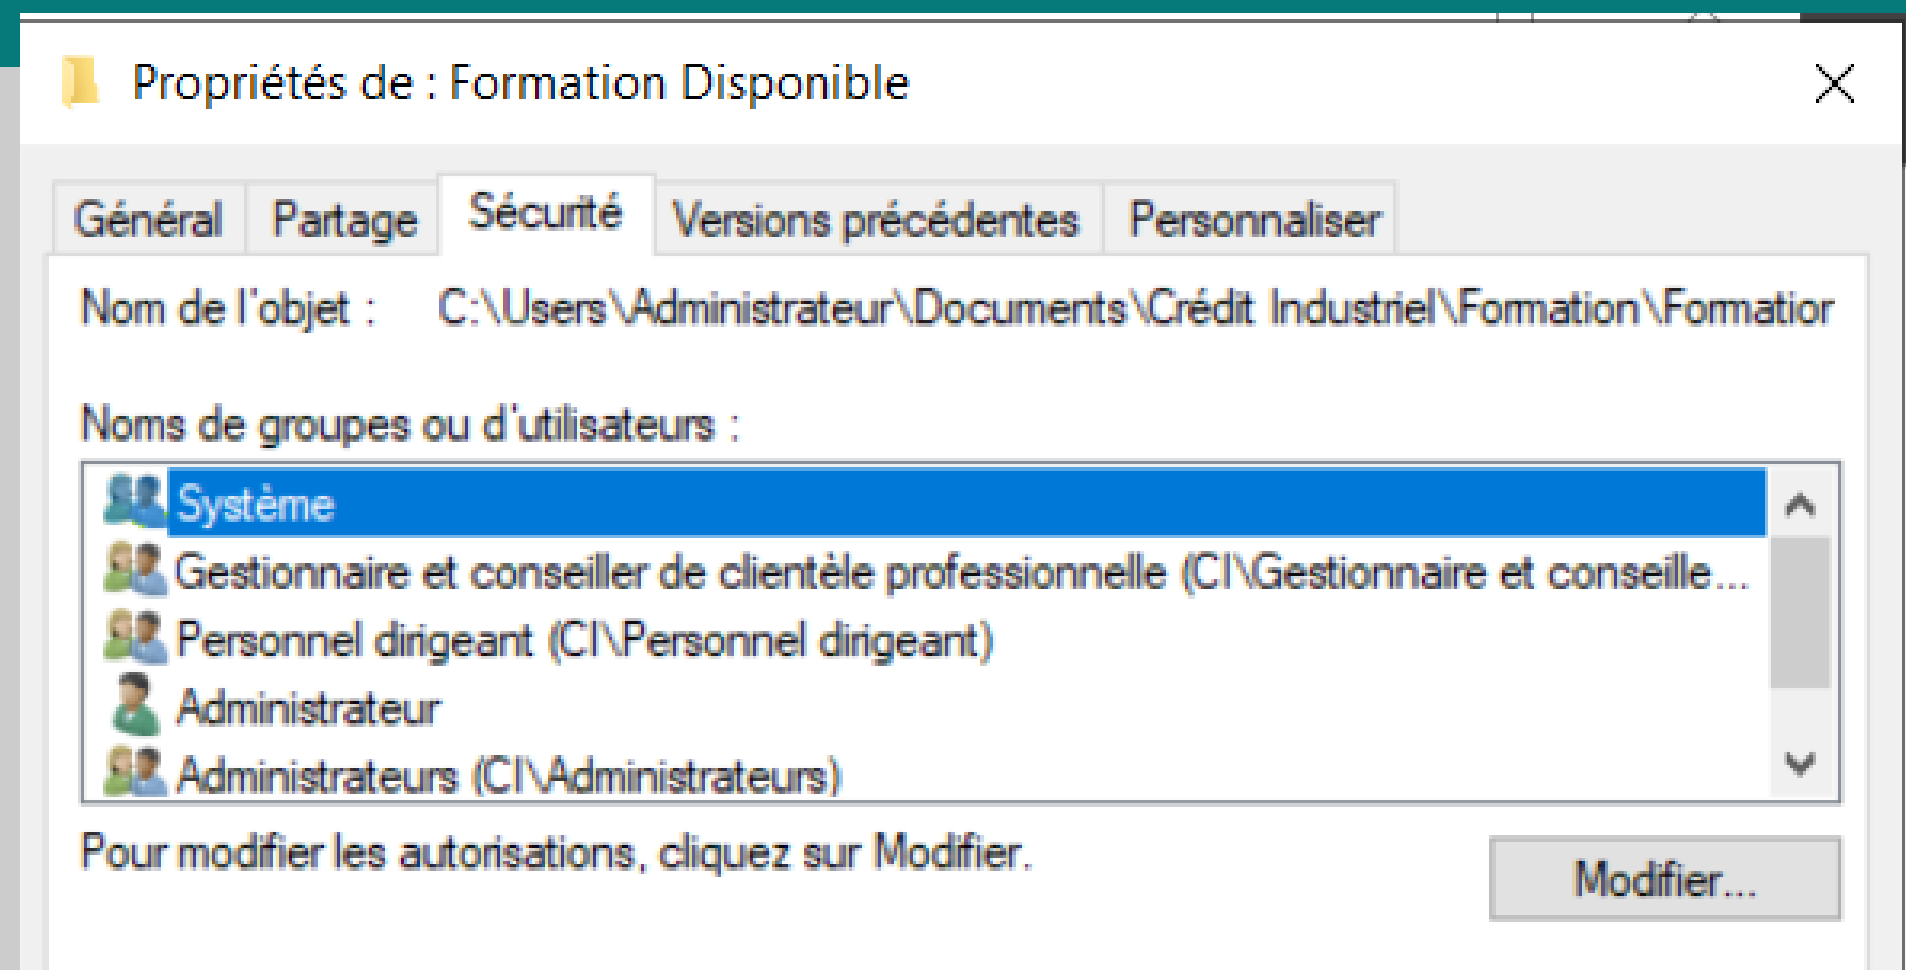 Propriétés de : Formation Disponible
Général Partage Sécurité Versions précédentes Personnaliser
Nom de l'objet : C:\Users\Administrateur\Documents\Crédit Industriel\Formation\Formation
Noms de groupes ou d'utilisateurs :
Système
Gestionnaire et conseiller de clientèle professionnelle (CI\Gestionnaire et conseille...
Personnel dirigeant (CI\Personnel dirigeant)
Administrateur
Administrateurs (CI\Administrateurs)
Pour modifier les autorisations, cliquez sur Modifier.
Modifier...